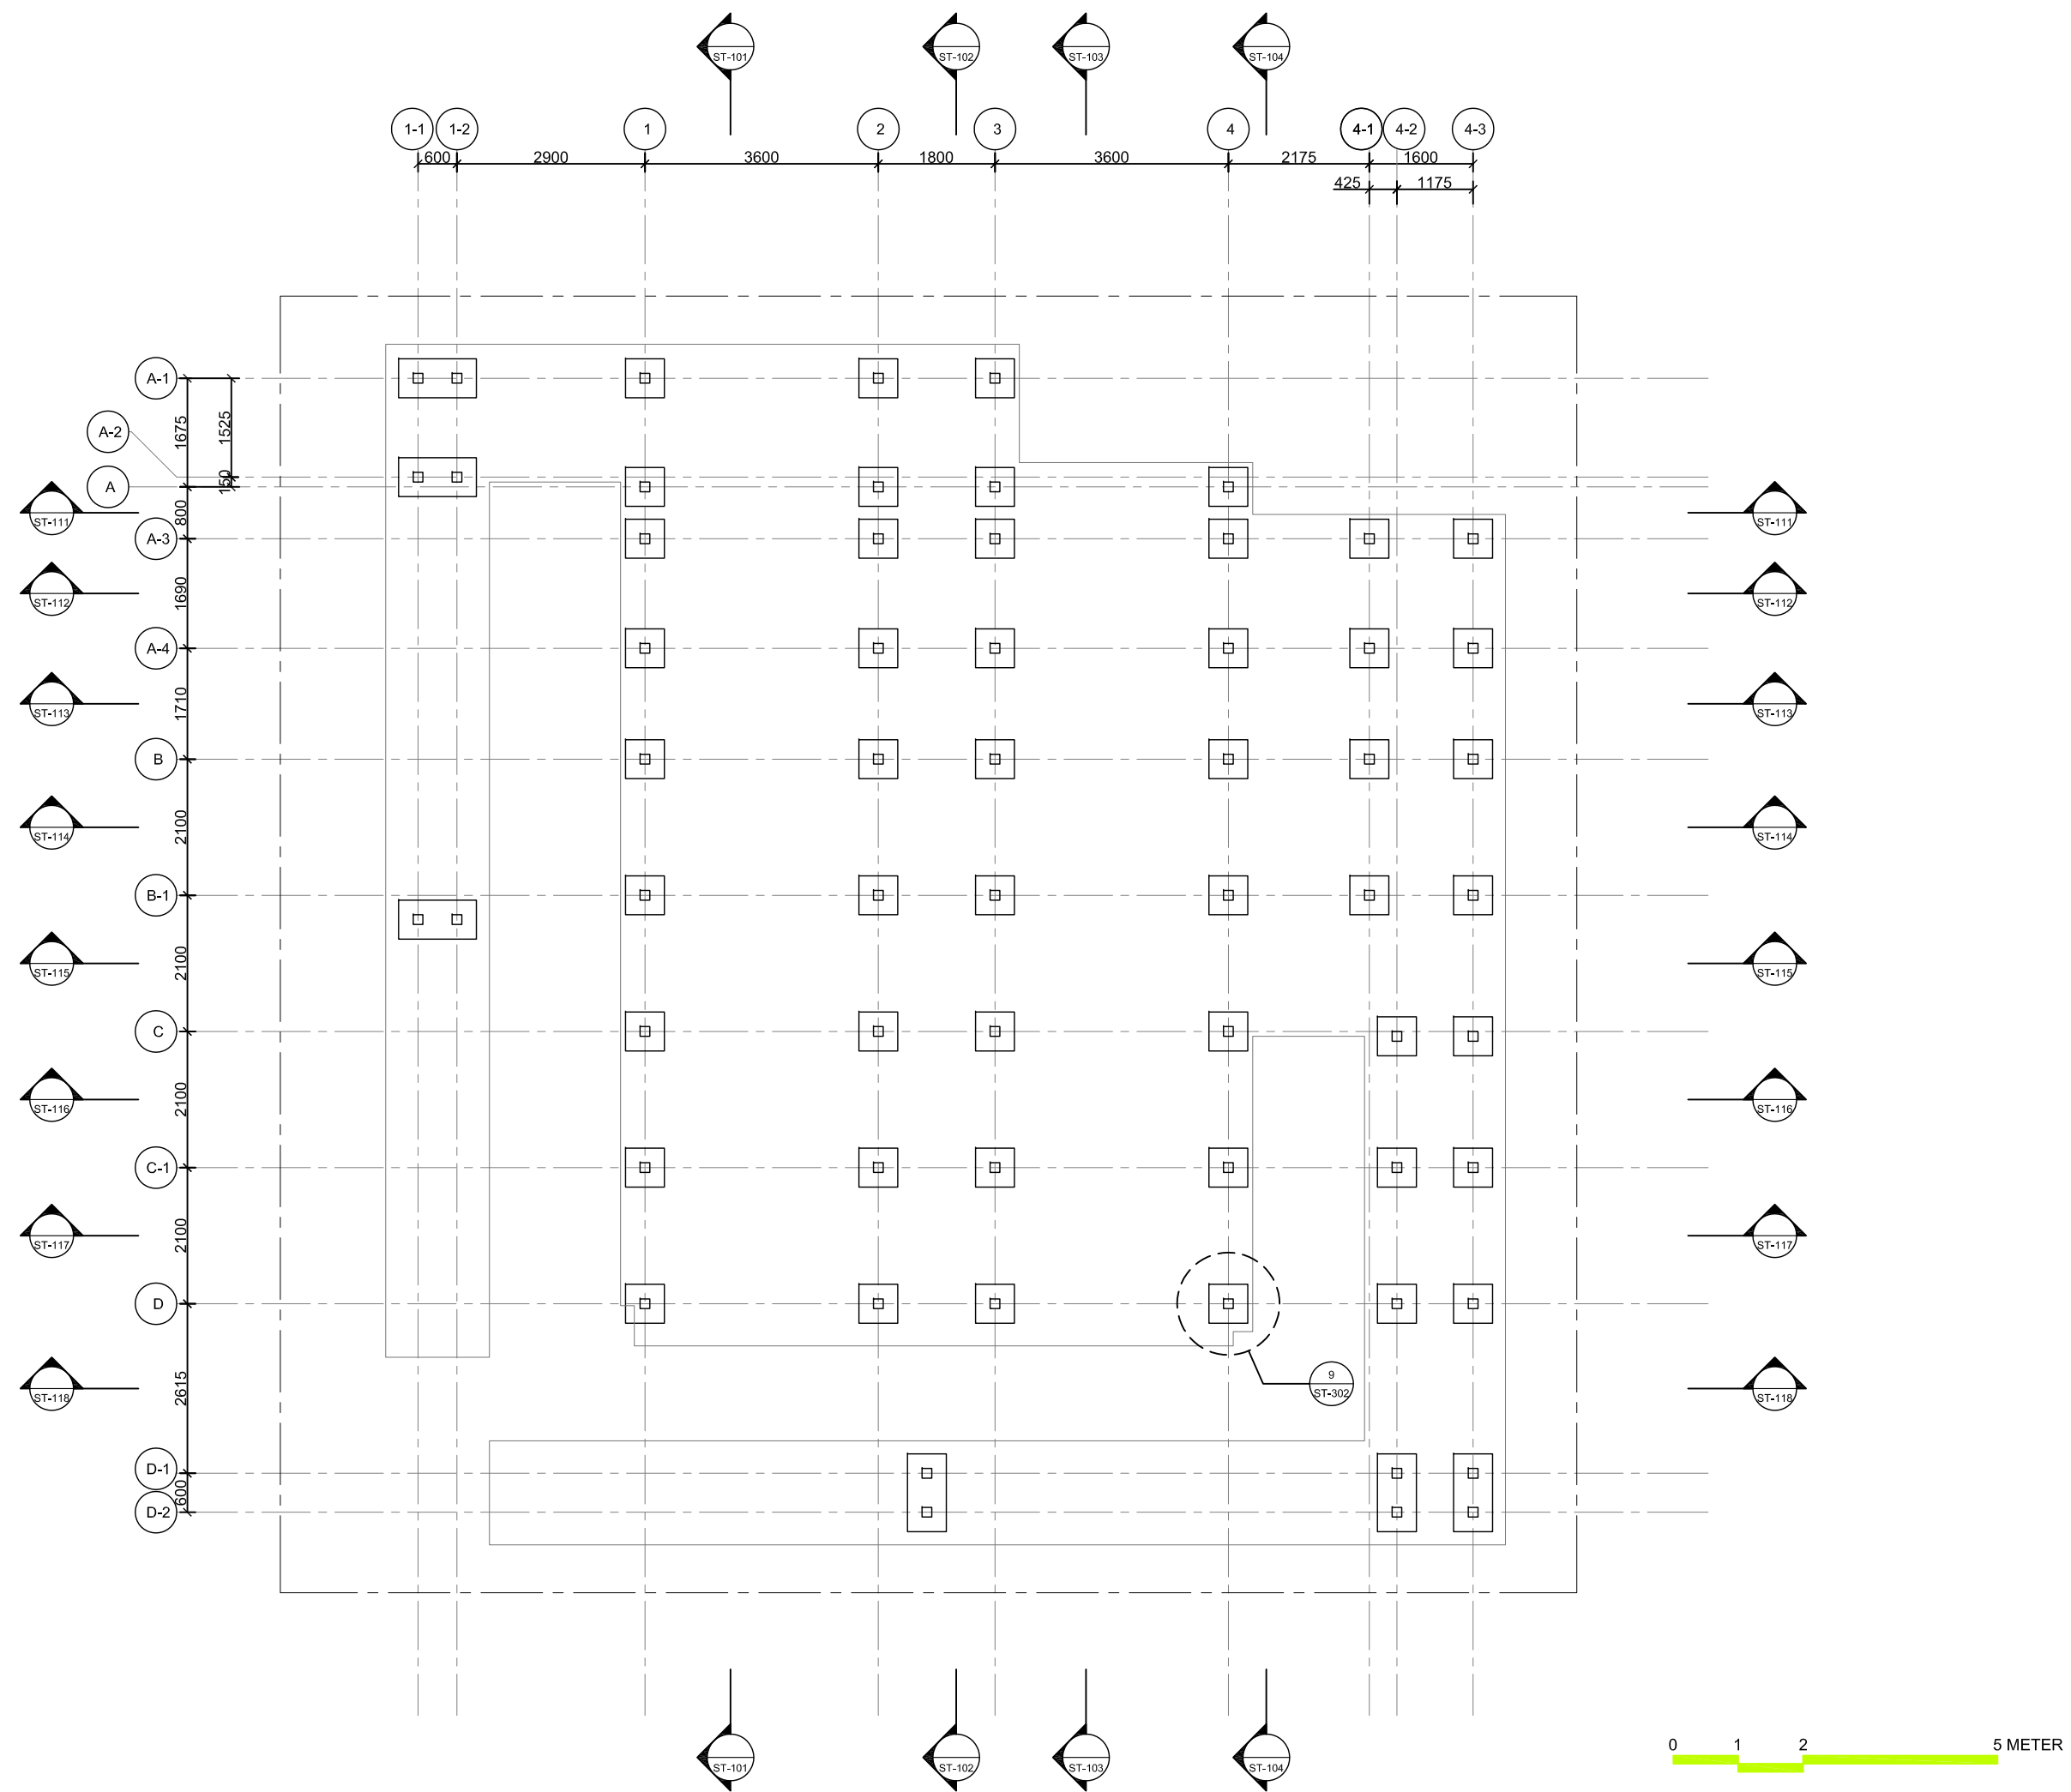 ST-101 ST-102 ST-103 ST-104
1-1 1-2 1 2 3 4 4-1 4-2 4-3
600 2900 3600 1800 3600 2175 1600
425 1175
A-1
1675 1525
A-2
150
A
800
ST-111 ST-111
A-3
1690
ST-112 ST-112
A-4
1710
ST-113 ST-113
B
2100
ST-114 ST-114
B-1
2100
ST-115 ST-115
C
2100
ST-116 ST-116
C-1
2100
ST-117 ST-117
D
2615
9
ST-302
ST-118 ST-118
D-1
600
D-2
ST-101 ST-102 ST-103 ST-104
0 1 2 5 METER